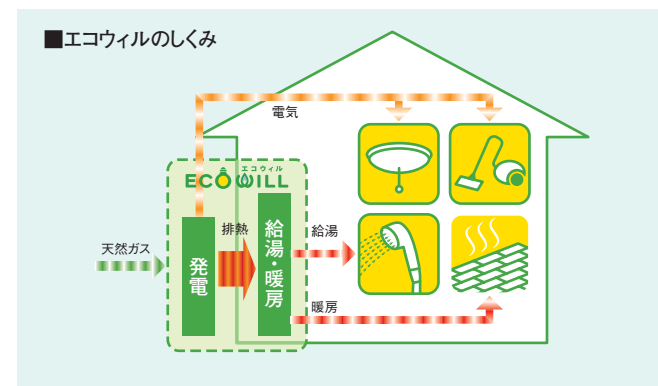 ■エコウィルのしくみ
電気
エコウィル
ECOWILL
天然ガス
発電
排熱
給湯・暖房
給湯
暖房